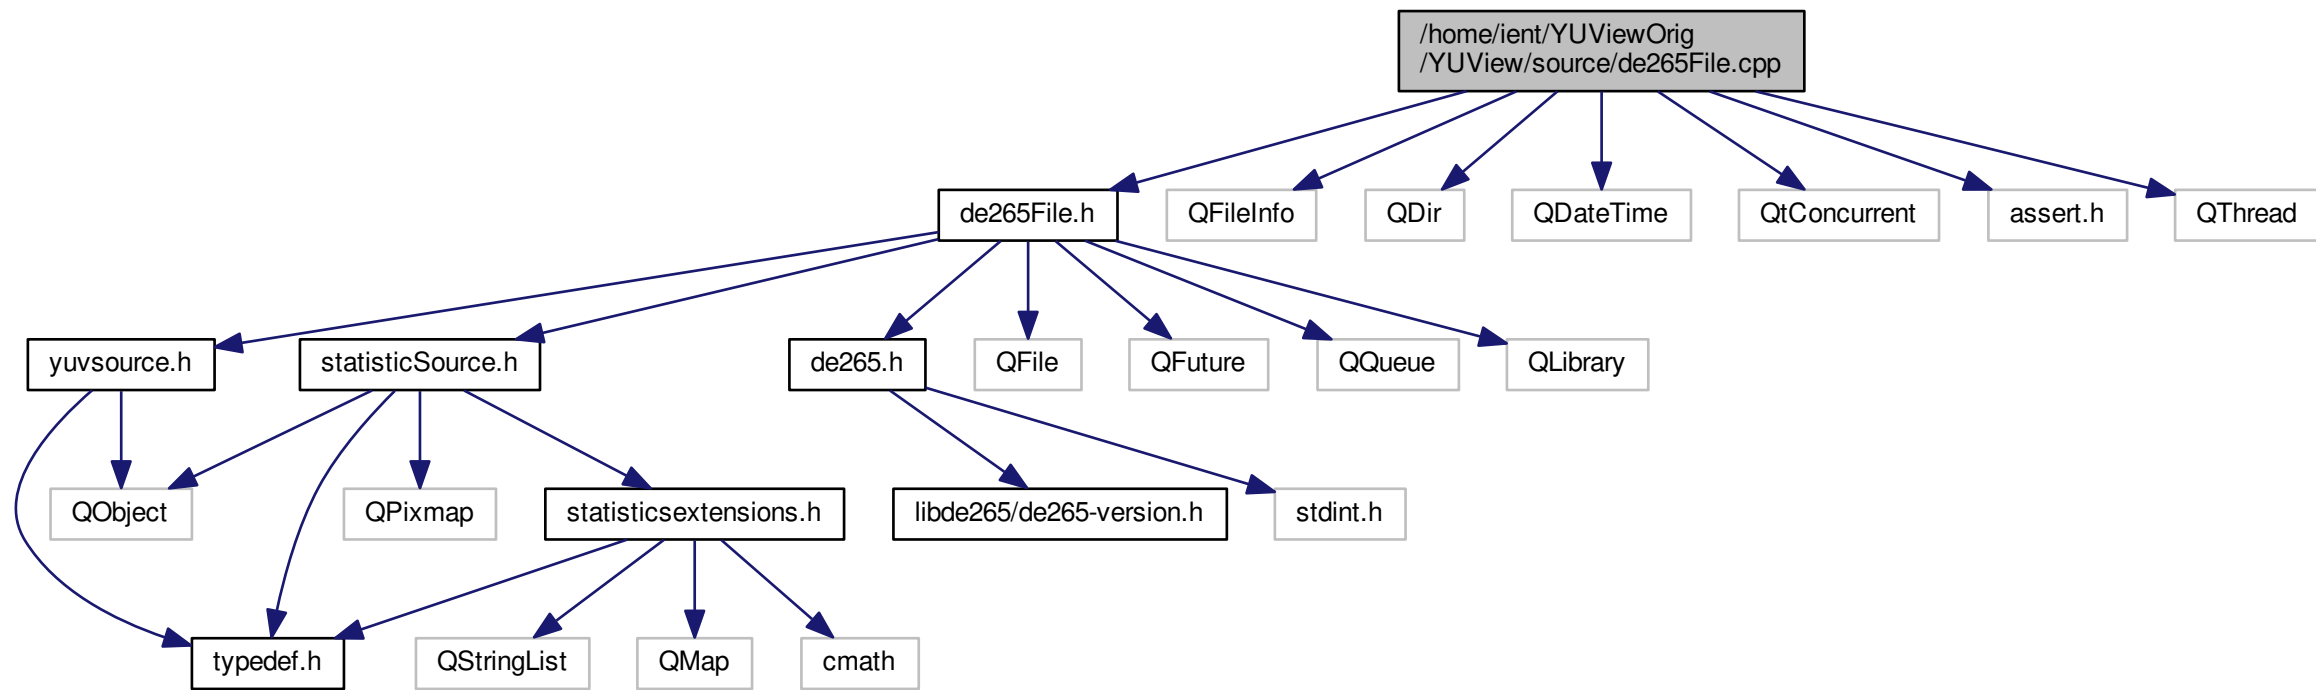 /home/ient/YUViewOrig
/YUView/source/de265File.cpp
de265File.h
QFileInfo
QDir
QDateTime
QtConcurrent
assert.h
QThread
yuvsource.h
statisticSource.h
de265.h
QFile
QFuture
QQueue
QLibrary
QObject
QPixmap
statisticsextensions.h
libde265/de265-version.h
stdint.h
typedef.h
QStringList
QMap
cmath